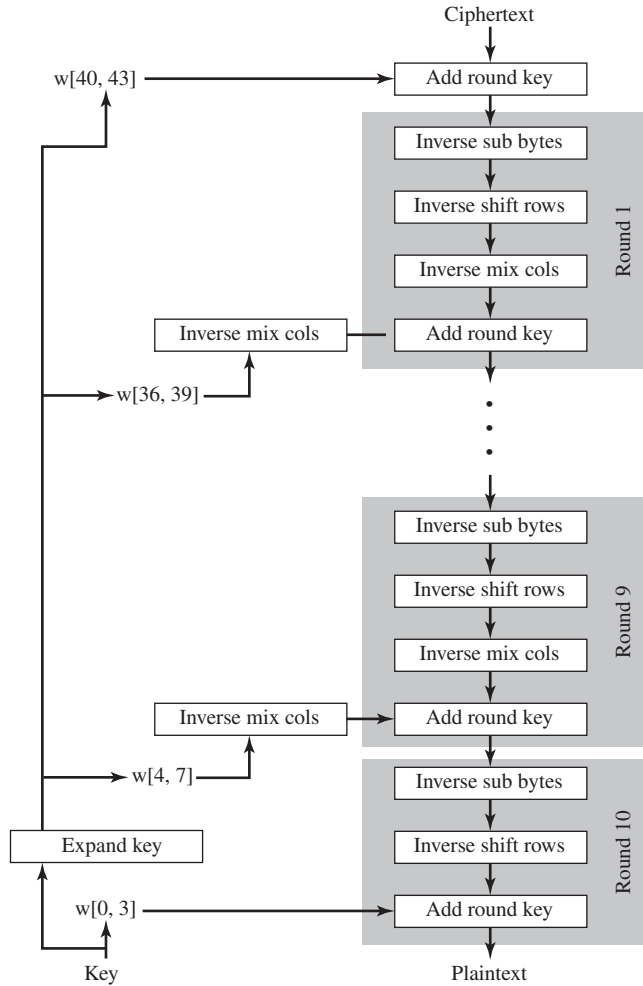 Ciphertext
w[40, 43]
Add round key
Inverse sub bytes
Inverse shift rows
Round 1
Inverse mix cols
Inverse mix cols
Add round key
w[36, 39]
Inverse sub bytes
Inverse shift rows
Round 9
Inverse mix cols
Inverse mix cols
Add round key
w[4, 7]
Inverse sub bytes
Expand key
Inverse shift rows
Round 10
w[0, 3]
Add round key
Key
Plaintext